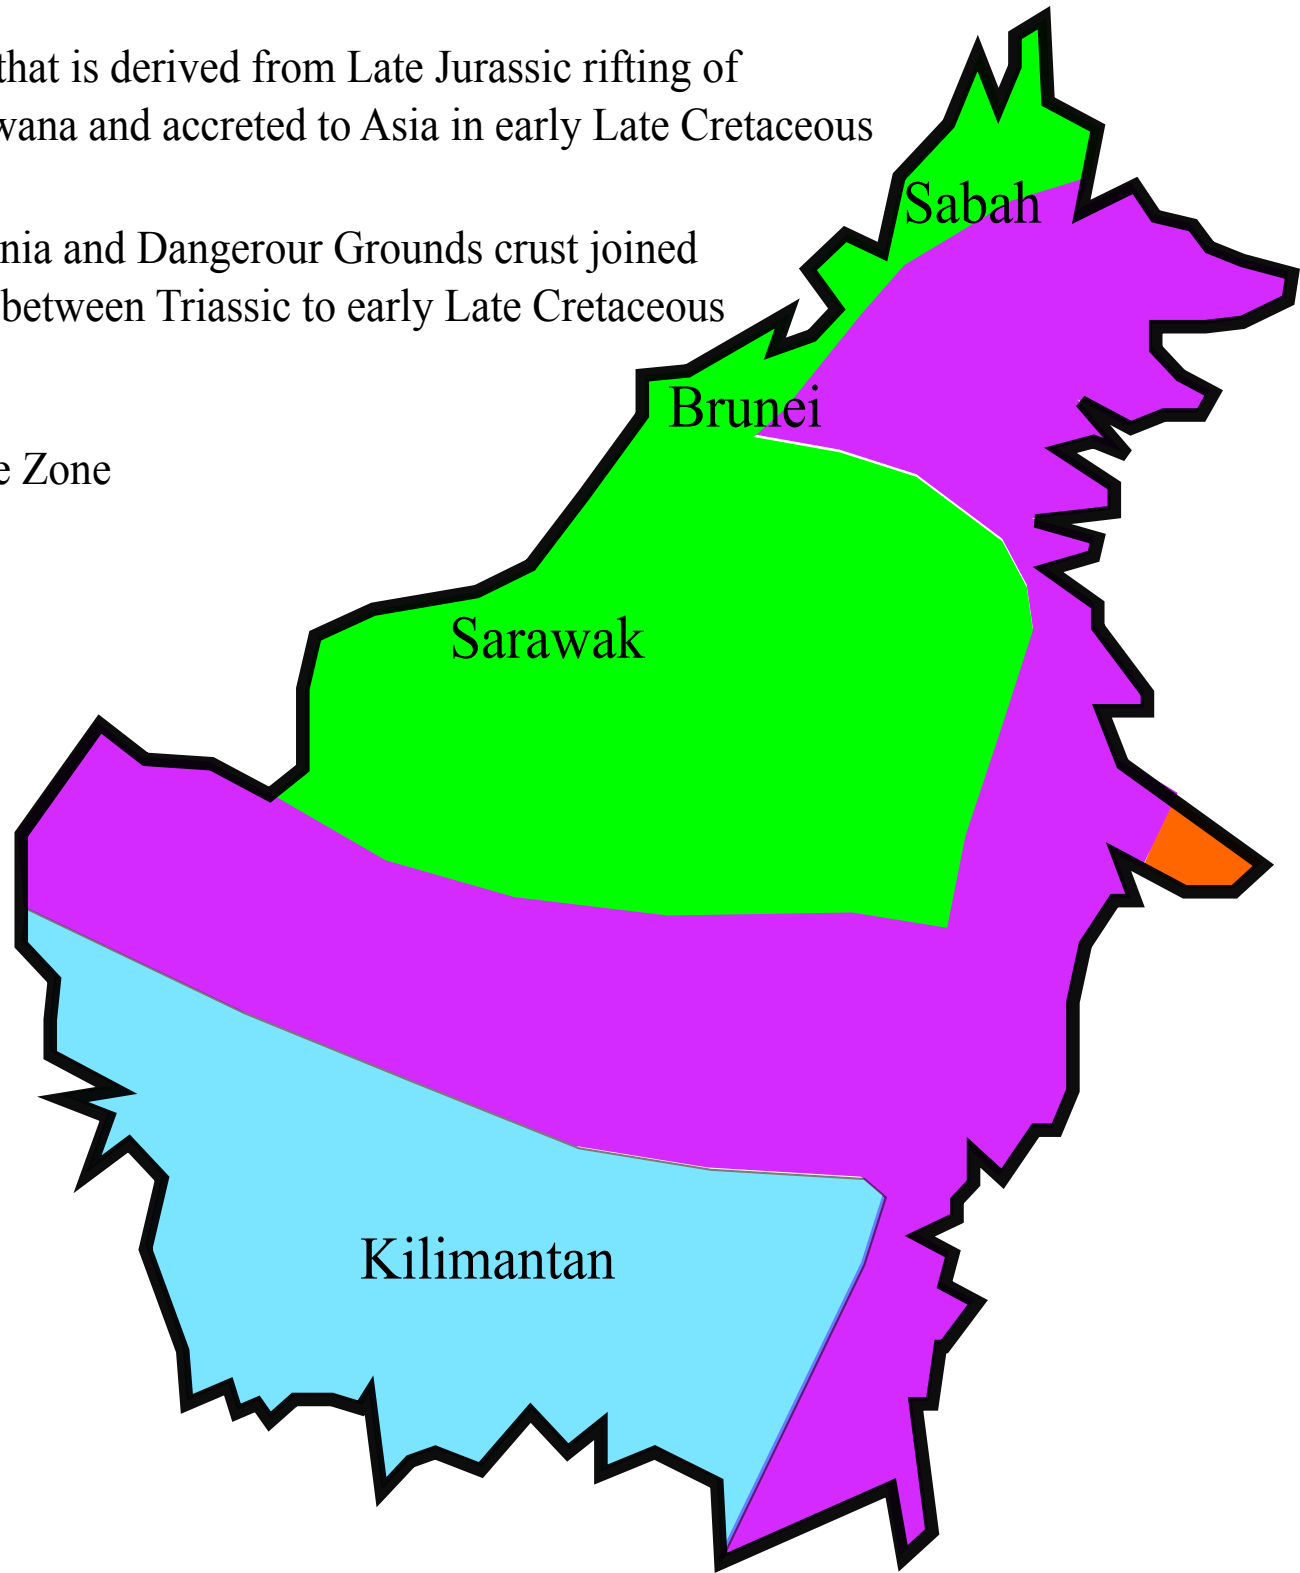 that is derived from Late Jurassic rifting of
wana and accreted to Asia in early Late Cretaceous
Sabah
nia and Dangerour Grounds crust joined
between Triassic to early Late Cretaceous
Brunei
e Zone
Sarawak
Kilimantan